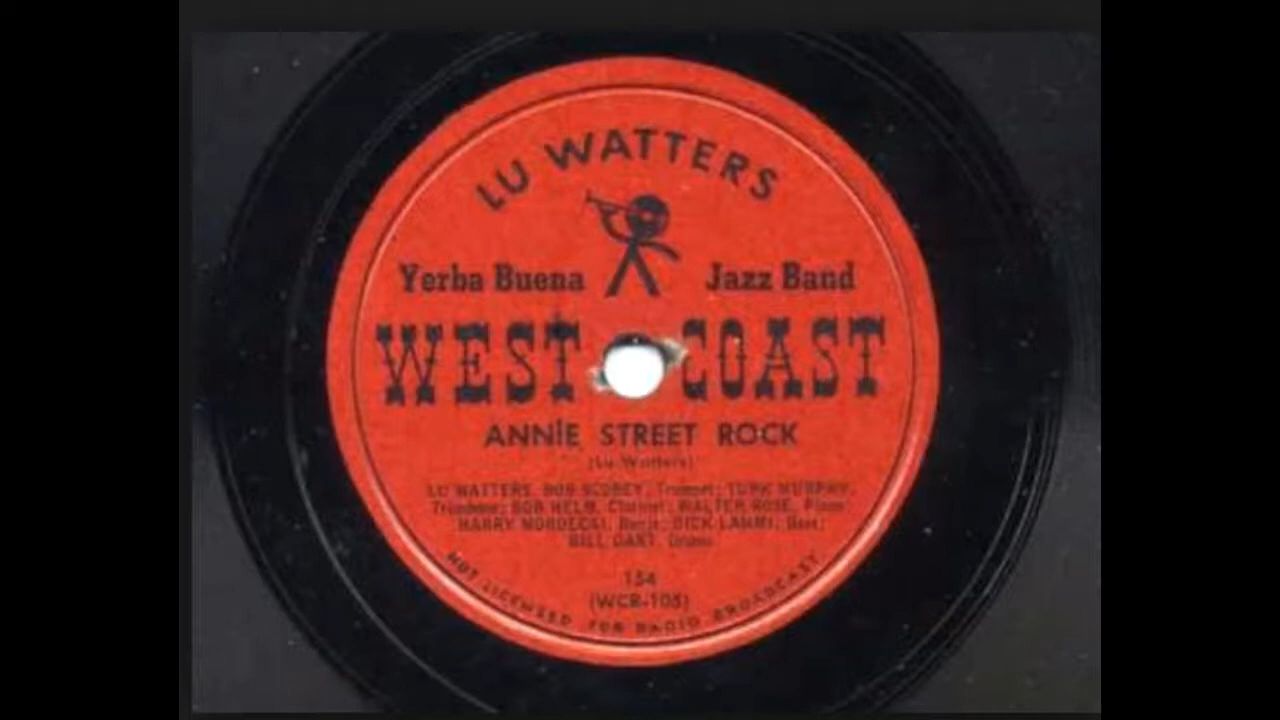 LU WATTERS
Yerba Buena Jazz Band
WEST COAST
ANNIE STREET ROCK
(Lu Watters)
LU WATTERS, BOB SCOBEY, Trumpet; TURK MURPHY,
Trombone; BOB HELM, Clarinet; WALTER ROSE, Piano
HARRY MORDECAI, Banjo; DICK LAMMI, Bass;
BILL DART, Drums
134
(WCR-105)
NOT LICENSED FOR RADIO BROADCAST